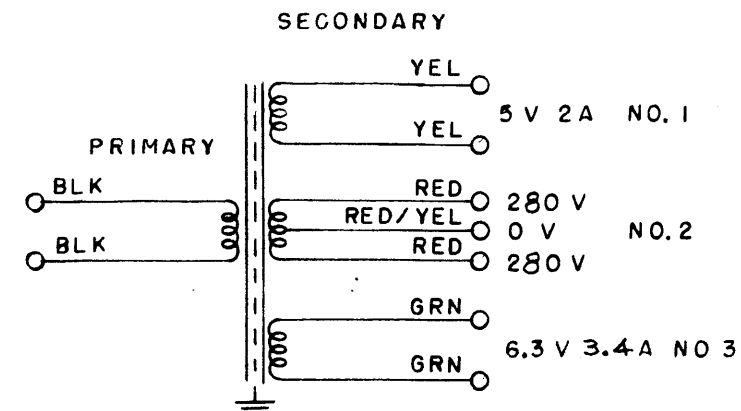 SECONDARY
YEL
5 V 2A NO. 1
YEL
PRIMARY
BLK
RED
280 V
RED/YEL
0 V
NO.2
BLK
RED
280 V
GRN
6.3 V 3.4A NO 3
GRN